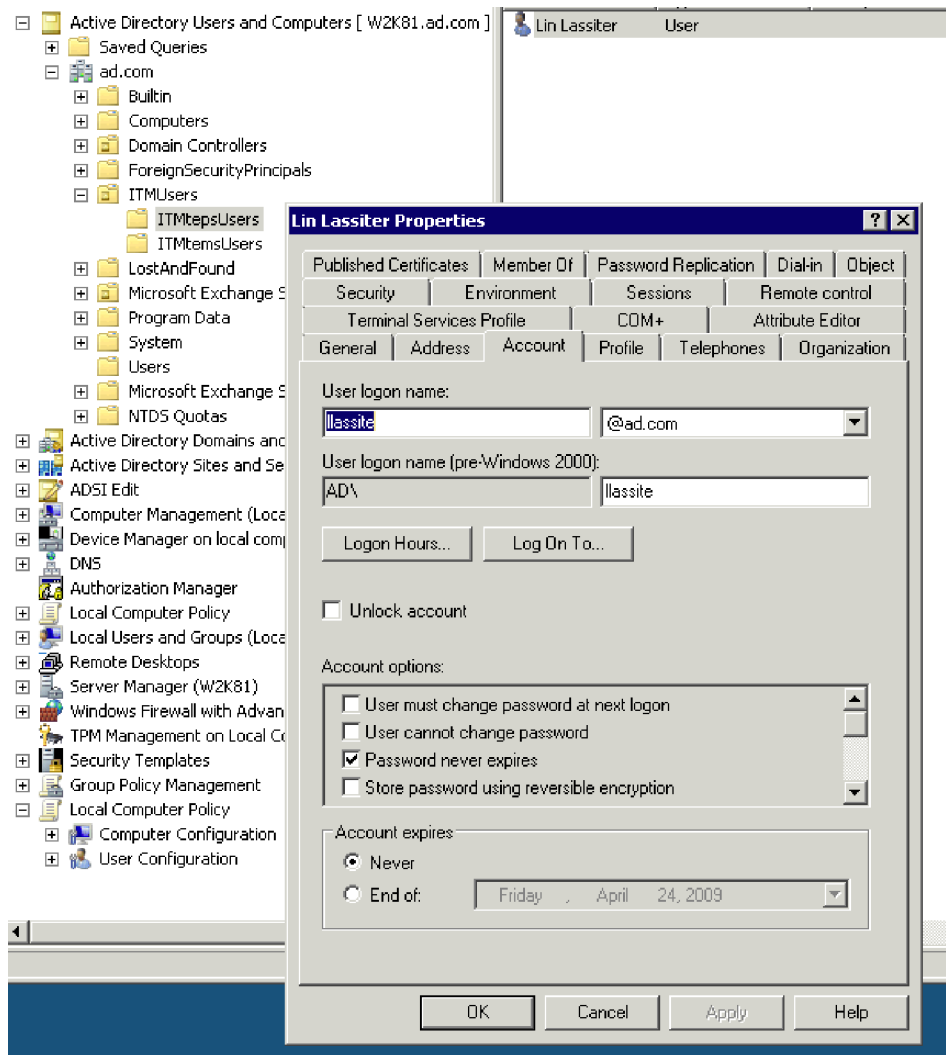 Active Directory Users and Computers [ W2K81.ad.com ]
Saved Queries
ad.com
Builtin
Computers
Domain Controllers
ForeignSecurityPrincipals
ITMUsers
ITMtepsUsers
ITMtemsUsers
LostAndFound
Microsoft Exchange S
Program Data
System
Users
Microsoft Exchange S
NTDS Quotas
Active Directory Domains and
Active Directory Sites and Se
ADSI Edit
Computer Management (Loca
Device Manager on local comp
DNS
Authorization Manager
Local Computer Policy
Local Users and Groups (Loca
Remote Desktops
Server Manager (W2K81)
Windows Firewall with Advan
TPM Management on Local Co
Security Templates
Group Policy Management
Local Computer Policy
Computer Configuration
User Configuration
Lin Lassiter User
Lin Lassiter Properties
Published Certificates Member Of Password Replication Dial-in Object
Security Environment Sessions Remote control
Terminal Services Profile COM+ Attribute Editor
General Address Account Profile Telephones Organization
User logon name:
llassite @ad.com
User logon name (pre-Windows 2000):
AD\ llassite
Logon Hours... Log On To...
Unlock account
Account options:
User must change password at next logon
User cannot change password
Password never expires
Store password using reversible encryption
Account expires
Never
End of: Friday , April 24, 2009
OK Cancel Apply Help